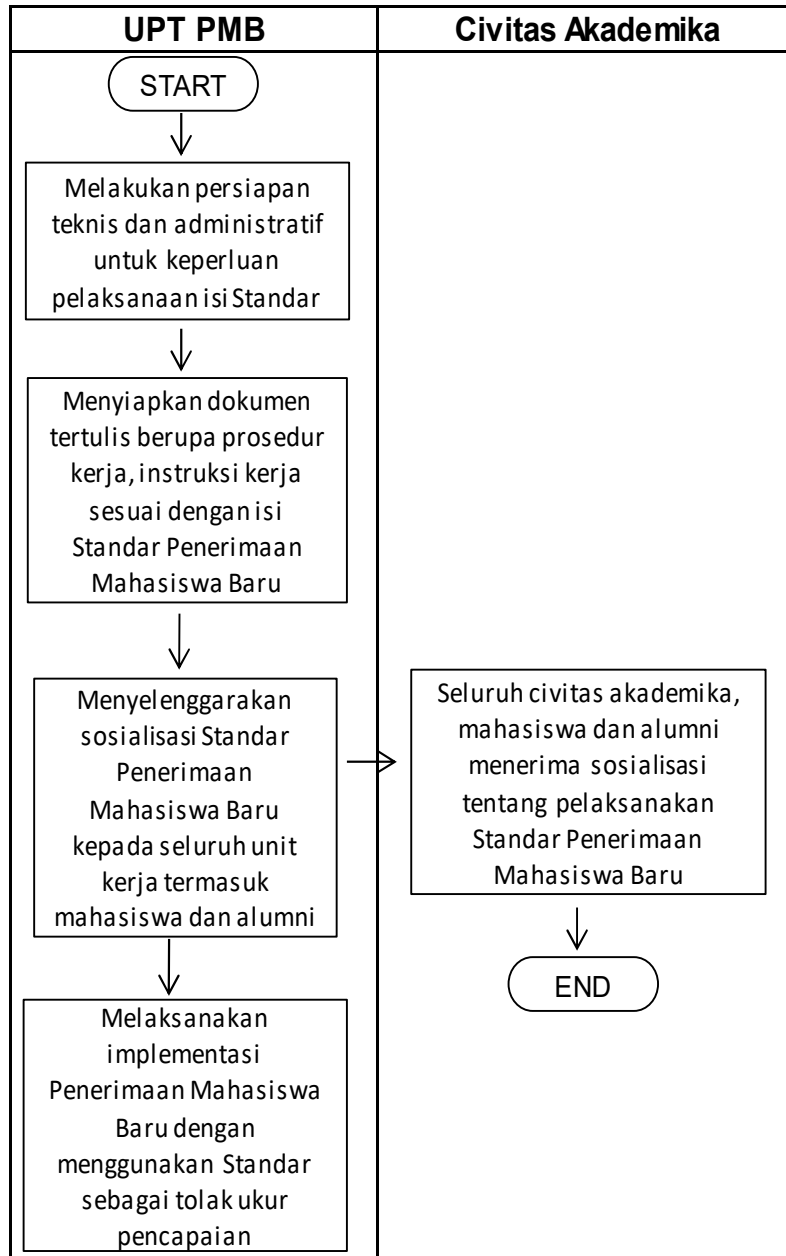 UPT PMB
Civitas Akademika
START
Melakukan persiapan
teknis dan administratif
untuk keperluan
pelaksanaan isi Standar
Menyiapkan dokumen
tertulis berupa prosedur
kerja, instruksi kerja
sesuai dengan isi
Standar Penerimaan
Mahasiswa Baru
Menyelenggarakan
sosialisasi Standar
Penerimaan
Mahasiswa Baru
kepada seluruh unit
kerja termasuk
mahasiswa dan alumni
Seluruh civitas akademika,
mahasiswa dan alumni
menerima sosialisasi
tentang pelaksanakan
Standar Penerimaan
Mahasiswa Baru
END
Melaksanakan
implementasi
Penerimaan Mahasiswa
Baru dengan
menggunakan Standar
sebagai tolak ukur
pencapaian